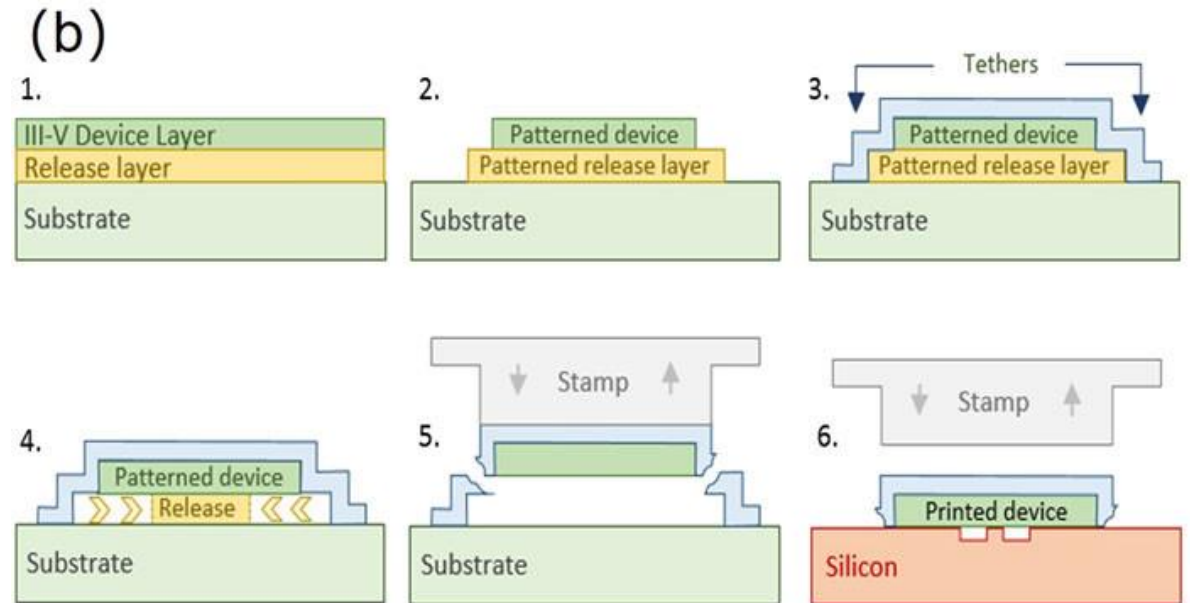 (b)
1.
III-V Device Layer
Release layer
Substrate
2.
Patterned device
Patterned release layer
Substrate
3.
Tethers
Patterned device
Patterned release layer
Substrate
4.
Patterned device
Release
Substrate
5.
Stamp
Substrate
6.
Stamp
Printed device
Silicon